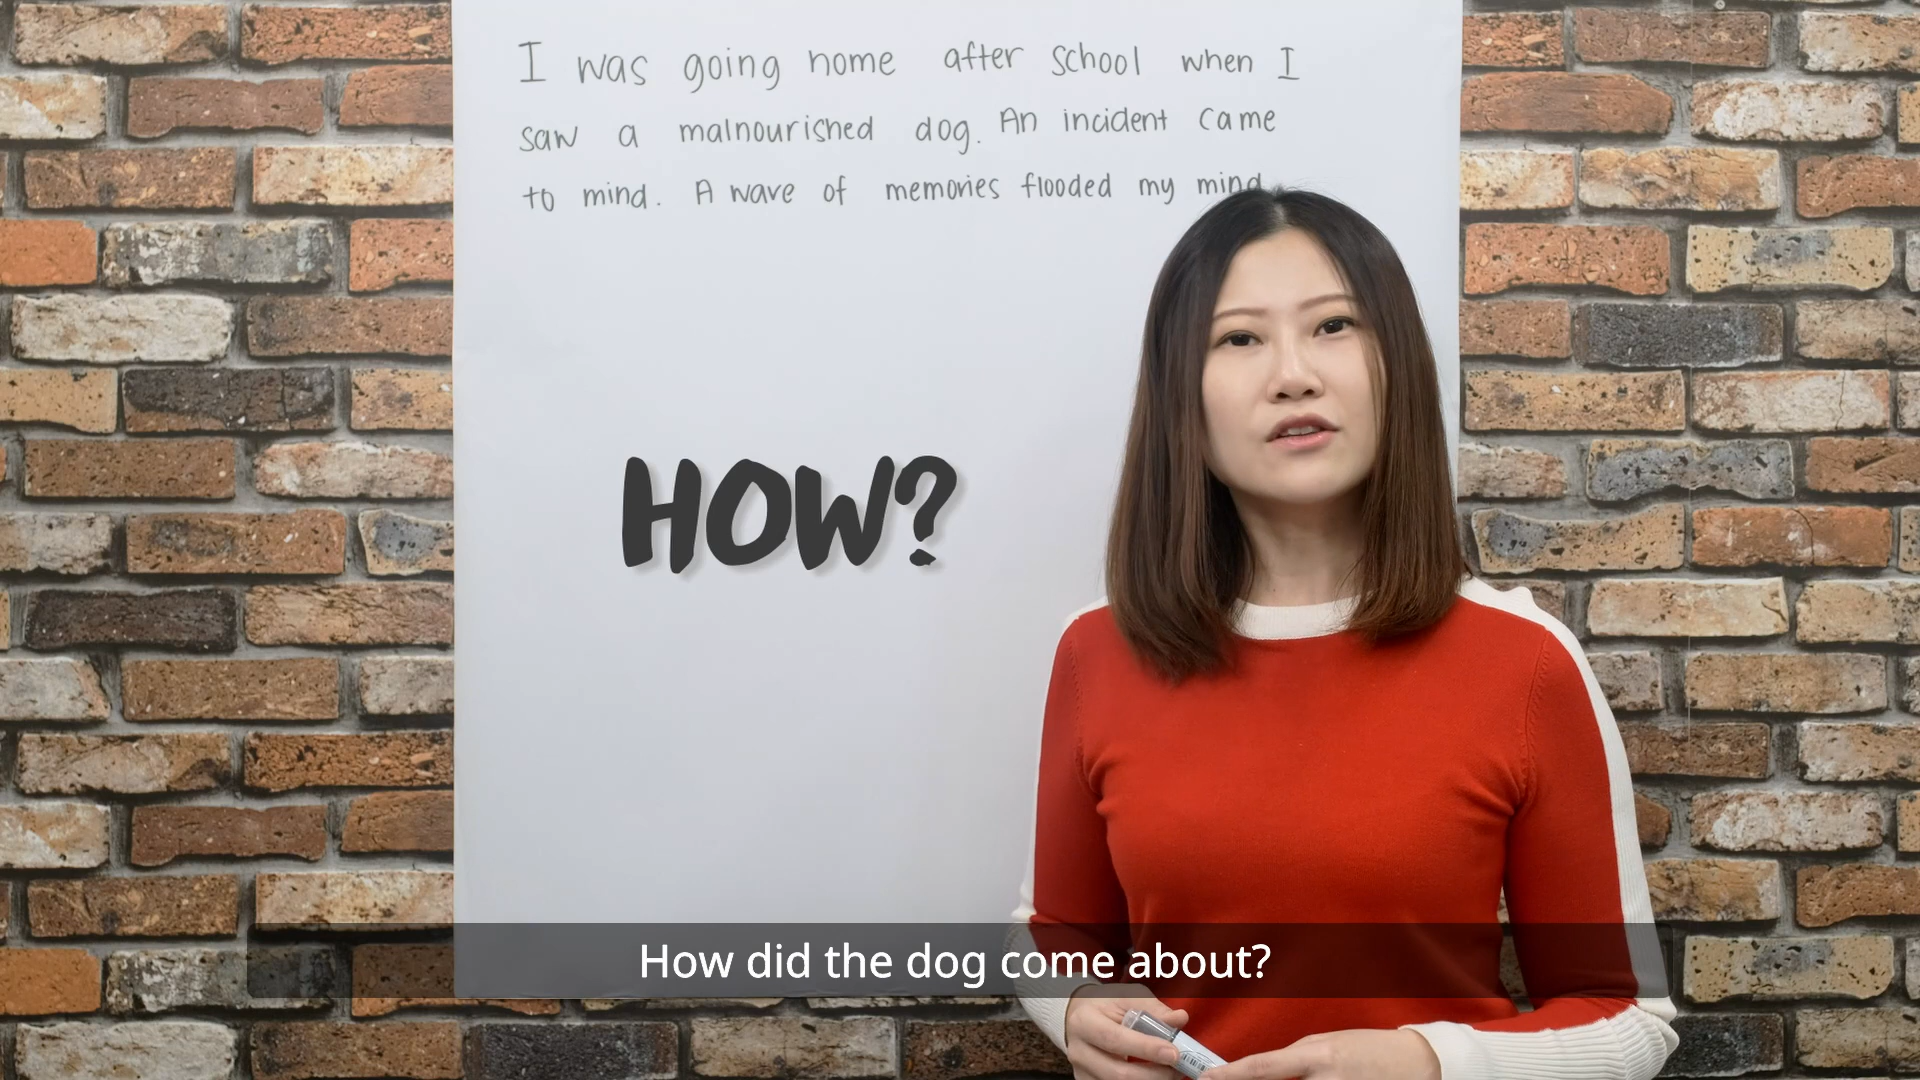 I was going home after school when I
saw a malnourished dog. An incident came
to mind. A wave of memories flooded my mind
HOW?
How did the dog come about?